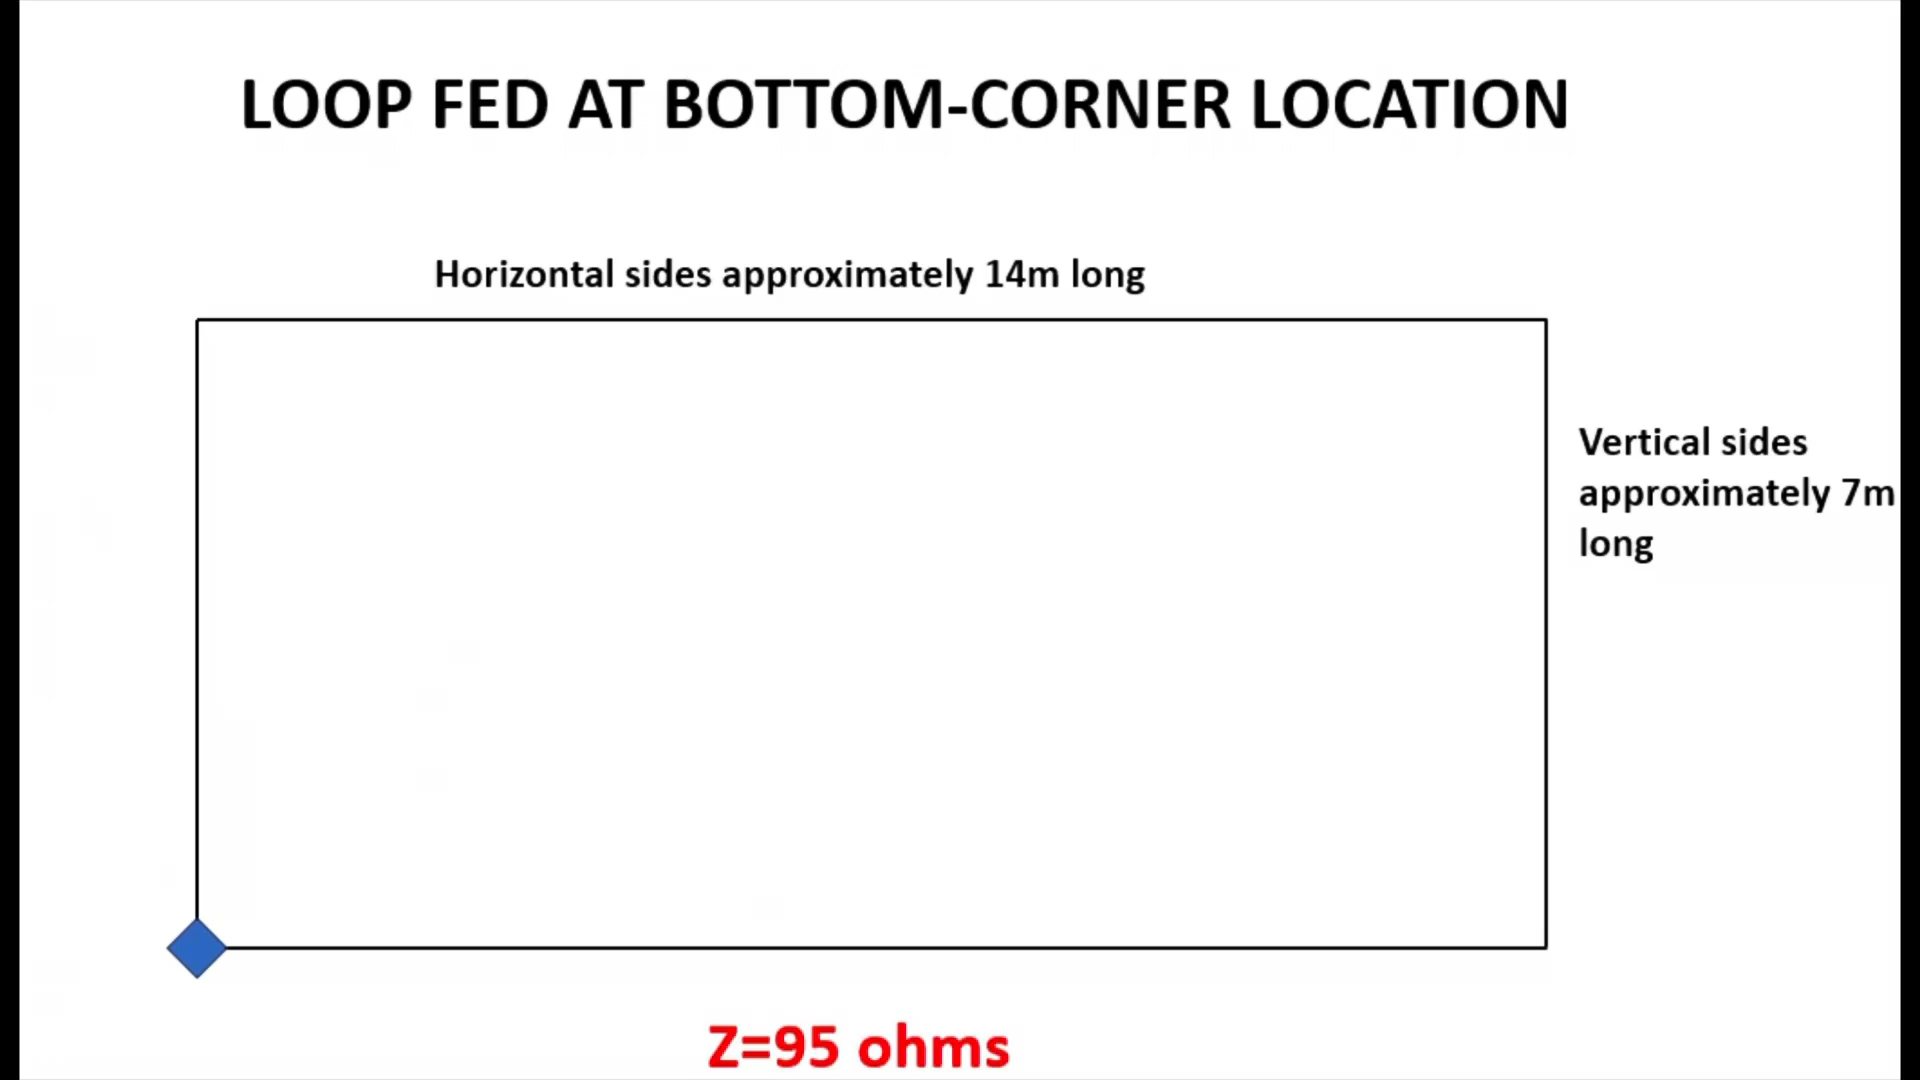 LOOP FED AT BOTTOM-CORNER LOCATION
Horizontal sides approximately 14m long
Vertical sides
approximately 7m
long
Z=95 ohms